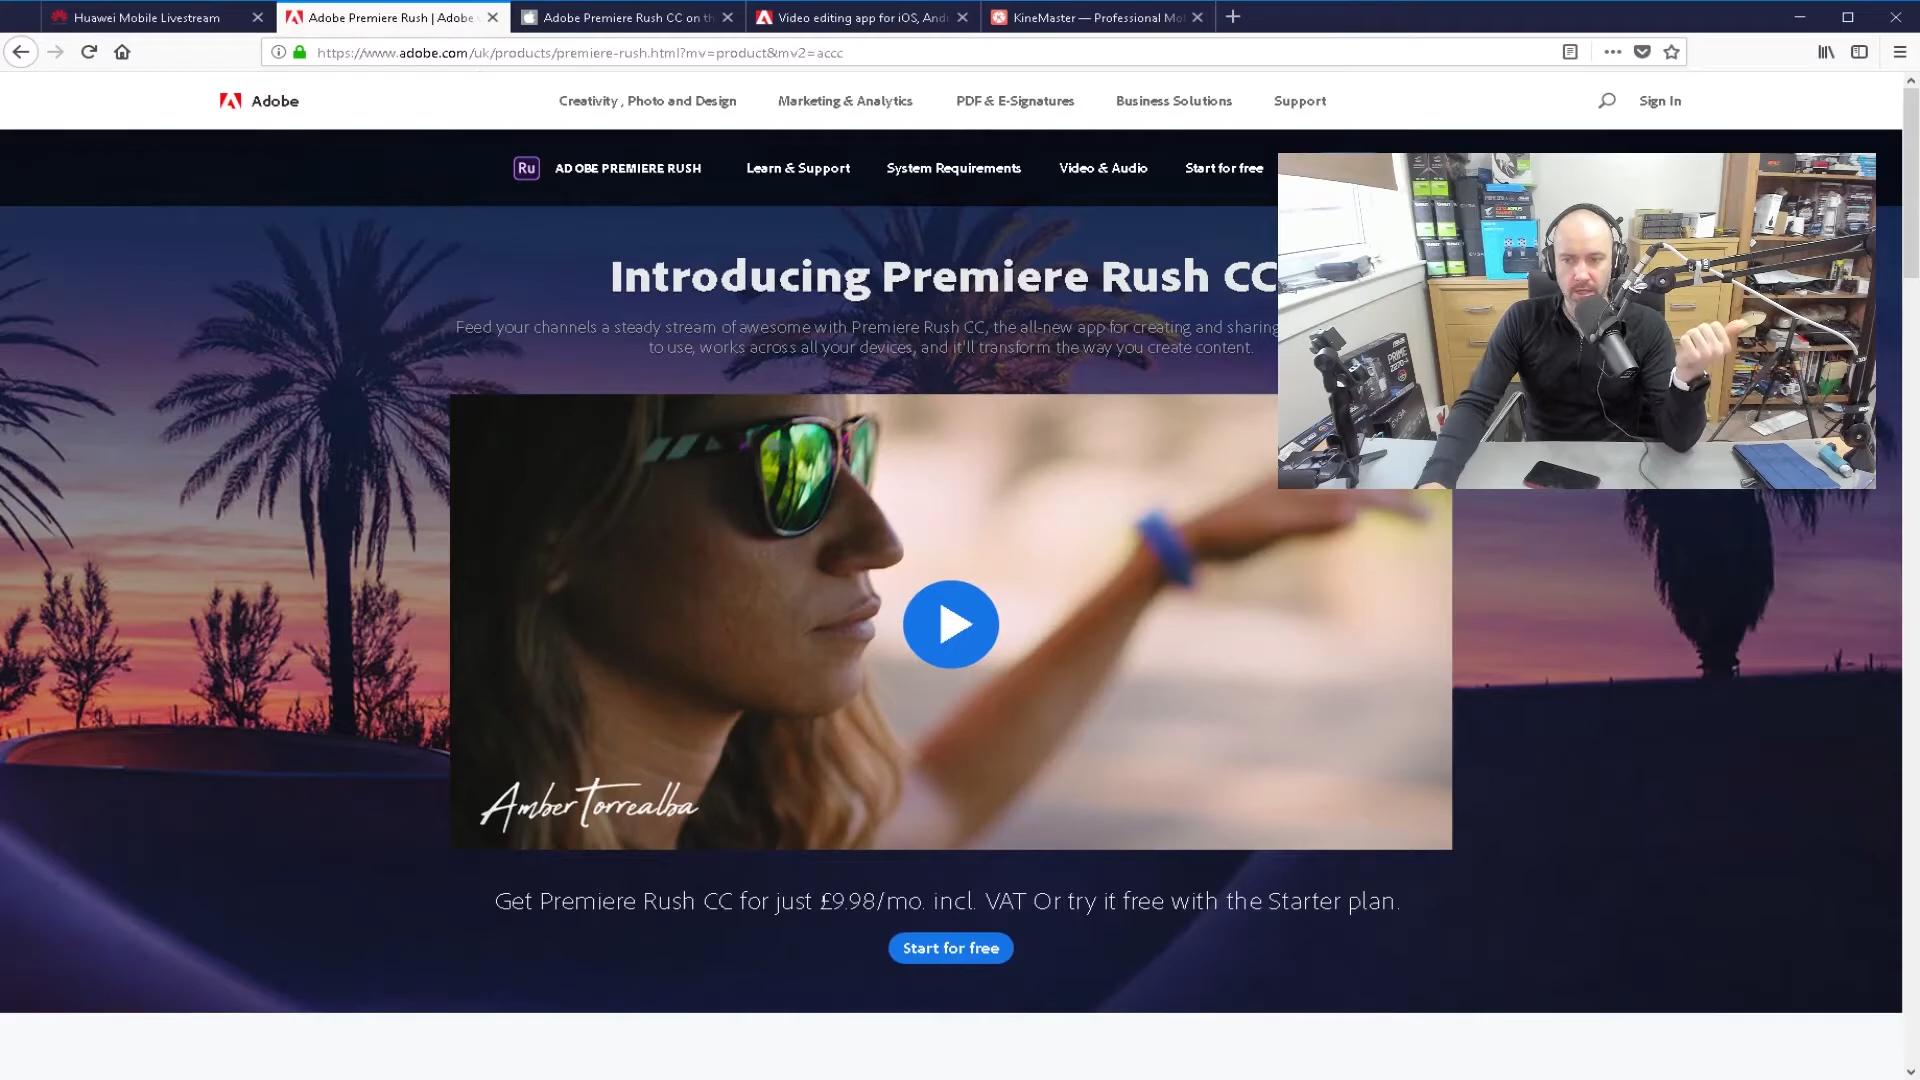 Huawei Mobile Livestream
Adobe Premiere Rush | Adobe
Adobe Premiere Rush CC on th
Video editing app for iOS, And
KineMaster — Professional Mo
https://www.adobe.com/uk/products/premiere-rush.html?mv=product&mv2=accc
Adobe
Creativity, Photo and Design
Marketing & Analytics
PDF & E-Signatures
Business Solutions
Support
Sign In
Ru
ADOBE PREMIERE RUSH
Learn & Support
System Requirements
Video & Audio
Start for free
Introducing Premiere Rush CC
Feed your channels a steady stream of awesome with Premiere Rush CC, the all-new app for creating and sharing
to use, works across all your devices, and it'll transform the way you create content.
PRIME
Z270-A
Amber Torrealba
Get Premiere Rush CC for just £9.98/mo. incl. VAT Or try it free with the Starter plan.
Start for free